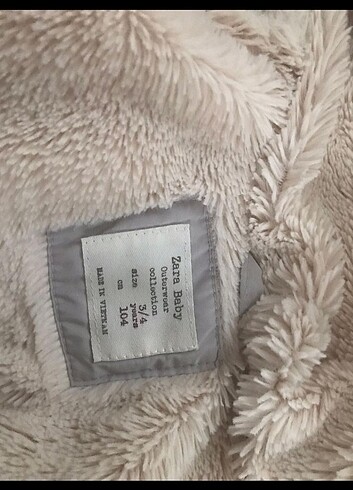 Zara Baby
Outerwear
collection
size 3/4 years
cm 104
MADE IN VIETNAM